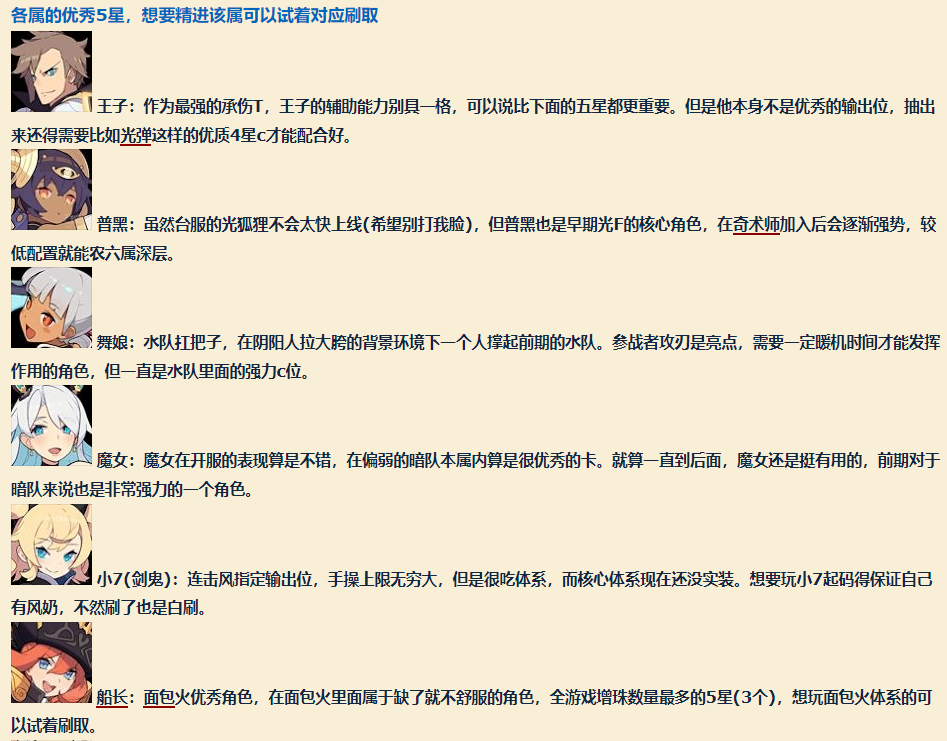 各属的优秀5星，想要精进该属可以试着对应刷取
王子：作为最强的承伤T，王子的辅助能力别具一格，可以说比下面的五星都更重要。但是他本身不是优秀的输出位，抽出
来还得需要比如光弹这样的优质4星c才能配合好。
普黑：虽然台服的光狐狸不会太快上线(希望别打我脸)，但普黑也是早期光F的核心角色，在奇术师加入后会逐渐强势，较
低配置就能农六属深层。
舞娘：水队扛把子，在阴阳人拉大胯的背景环境下一个人撑起前期的水队。参战者攻刃是亮点，需要一定暖机时间才能发挥
作用的角色，但一直是水队里面的强力c位。
魔女：魔女在开服的表现算是不错，在偏弱的暗队本属内算是很优秀的卡。就算一直到后面，魔女还是挺有用的，前期对于
暗队来说也是非常强力的一个角色。
小7(剑鬼)：连击风指定输出位，手操上限无穷大，但是很吃体系，而核心体系现在还没实装。想要玩小7起码得保证自己
有风奶，不然刷了也是白刷。
船长：面包火优秀角色，在面包火里面属于缺了就不舒服的角色，全游戏增珠数量最多的5星(3个)，想玩面包火体系的可
以试着刷取。